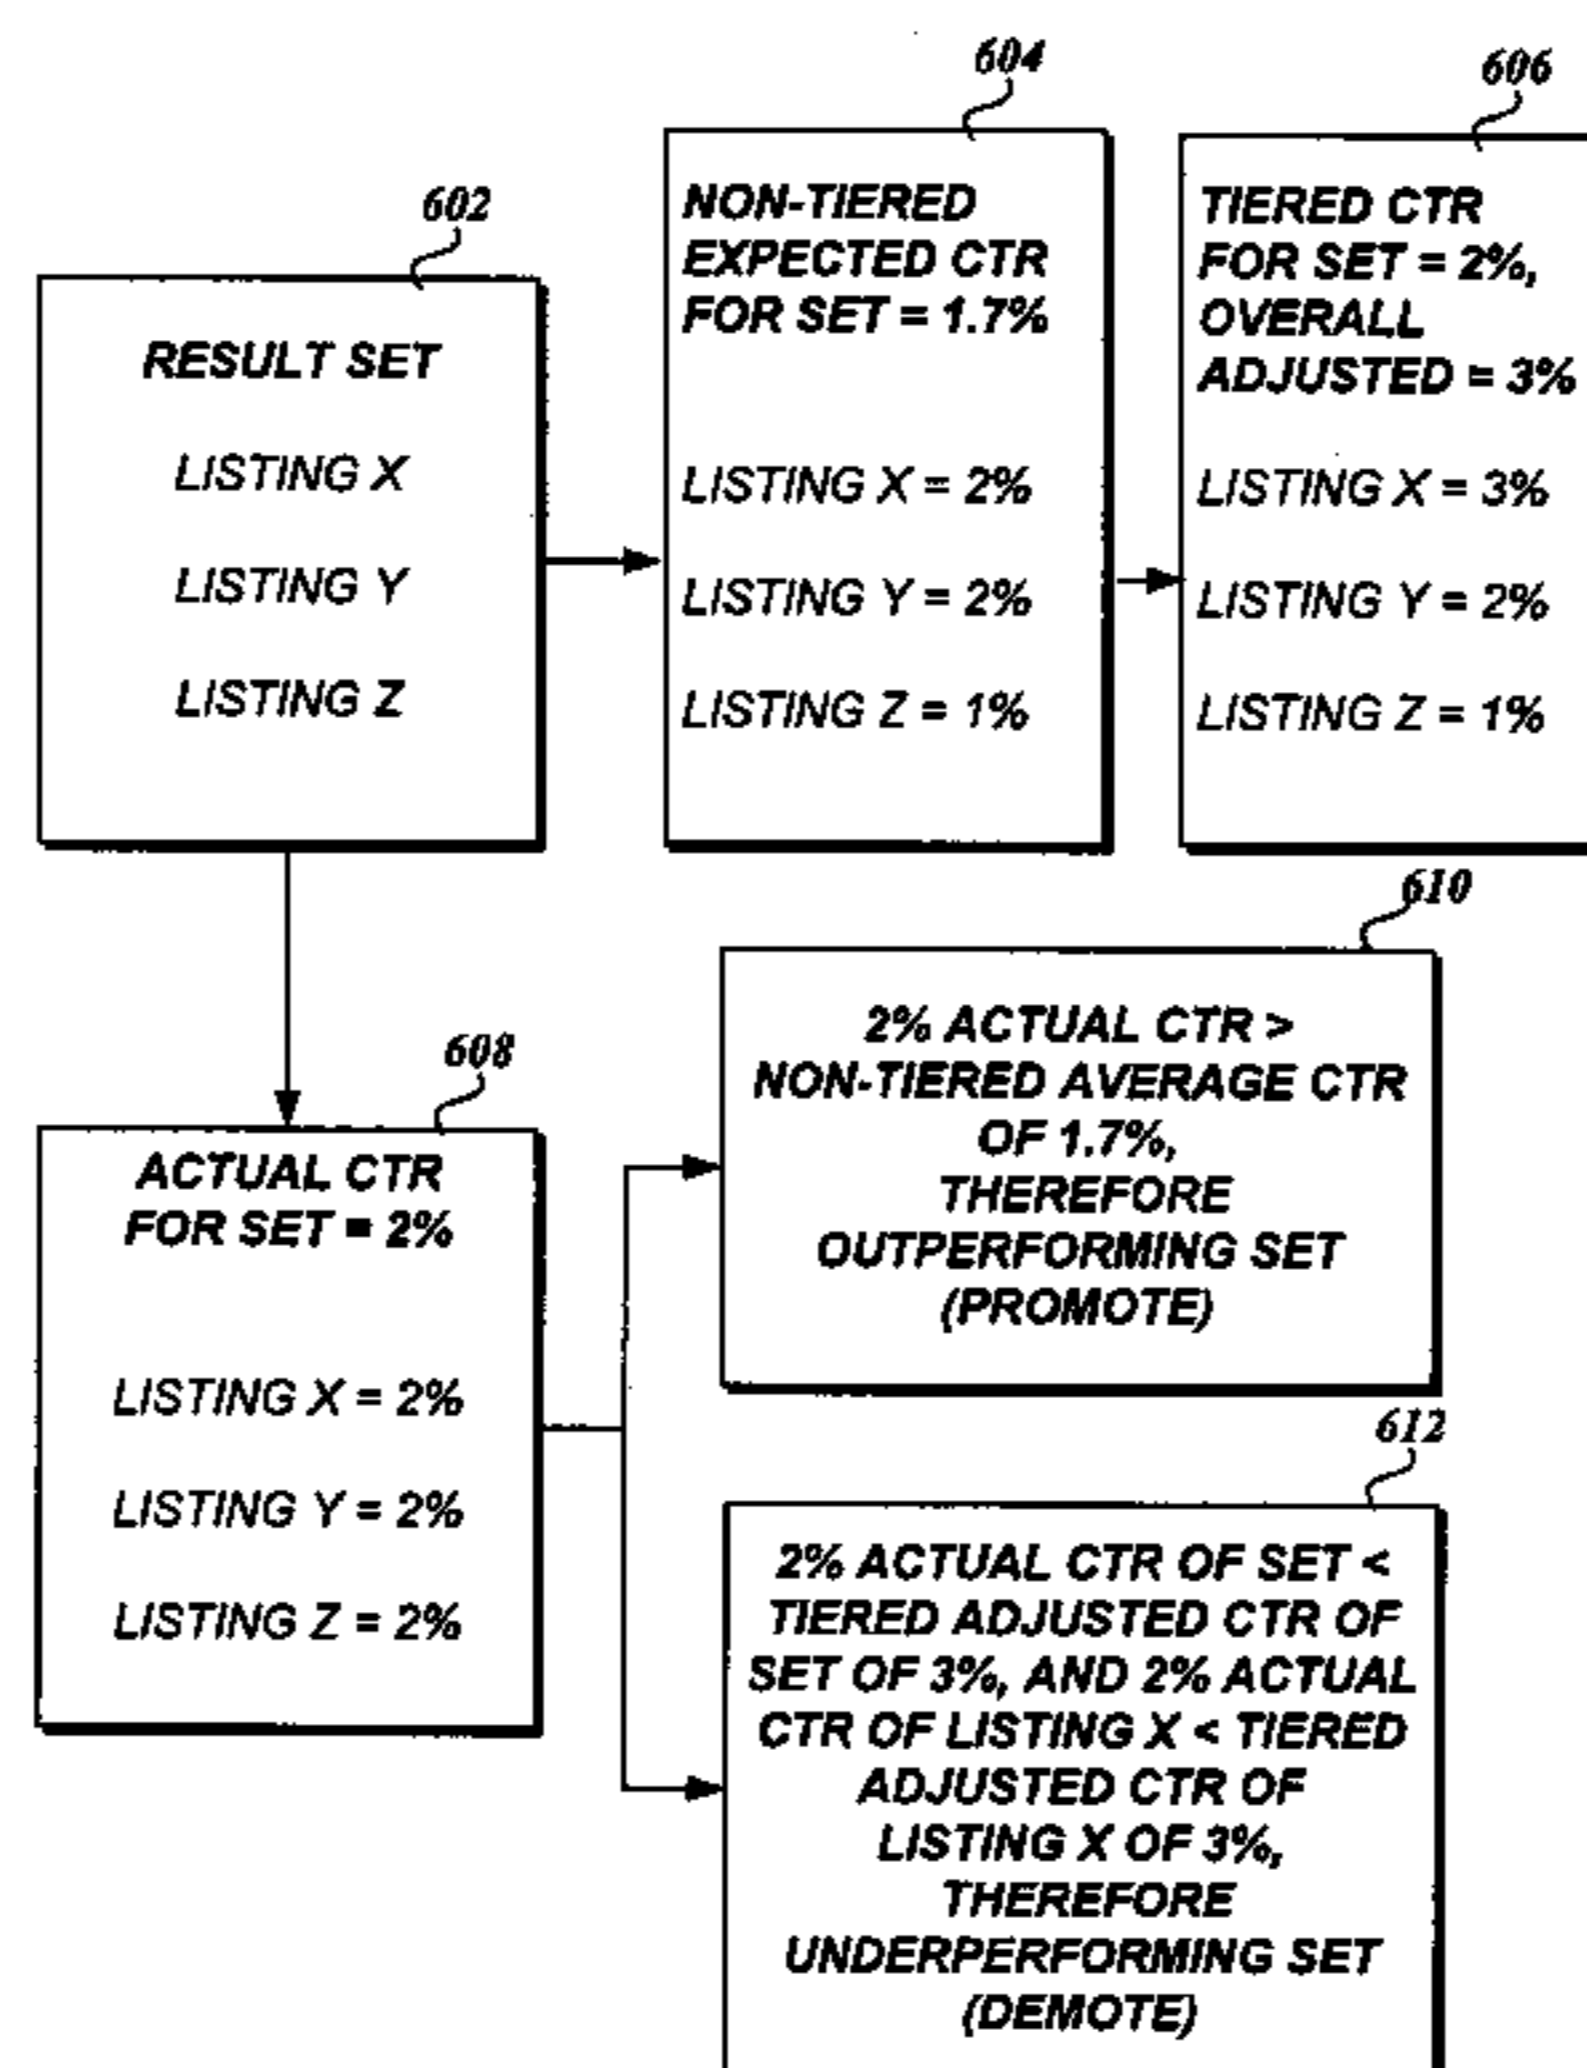 602
RESULT SET
LISTING X
LISTING Y
LISTING Z
604
NON-TIERED
EXPECTED CTR
FOR SET = 1.7%
LISTING X = 2%
LISTING Y = 2%
LISTING Z = 1%
606
TIERED CTR
FOR SET = 2%,
OVERALL
ADJUSTED = 3%
LISTING X = 3%
LISTING Y = 2%
LISTING Z = 1%
608
ACTUAL CTR
FOR SET = 2%
LISTING X = 2%
LISTING Y = 2%
LISTING Z = 2%
610
2% ACTUAL CTR >
NON-TIERED AVERAGE CTR
OF 1.7%,
THEREFORE
OUTPERFORMING SET
(PROMOTE)
612
2% ACTUAL CTR OF SET <
TIERED ADJUSTED CTR OF
SET OF 3%, AND 2% ACTUAL
CTR OF LISTING X < TIERED
ADJUSTED CTR OF
LISTING X OF 3%,
THEREFORE
UNDERPERFORMING SET
(DEMOTE)